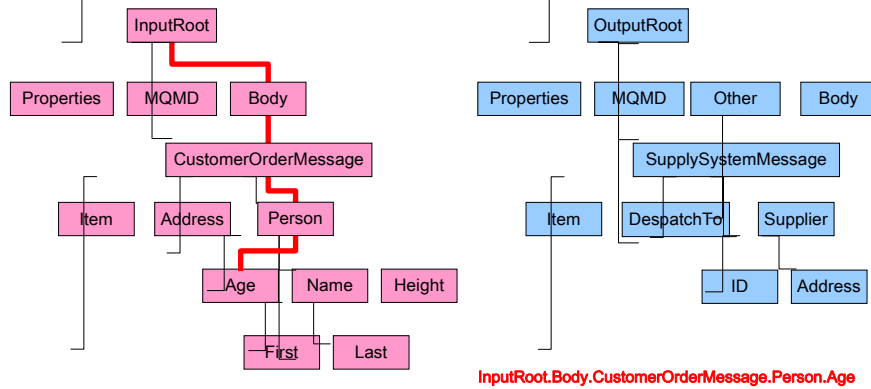 InputRoot
OutputRoot
Properties
MQMD
Body
Properties
MQMD
Other
Body
CustomerOrderMessage
SupplySystemMessage
Item
Address
Person
Item
DespatchTo
Supplier
Age
Name
Height
ID
Address
First
Last
InputRoot.Body.CustomerOrderMessage.Person.Age